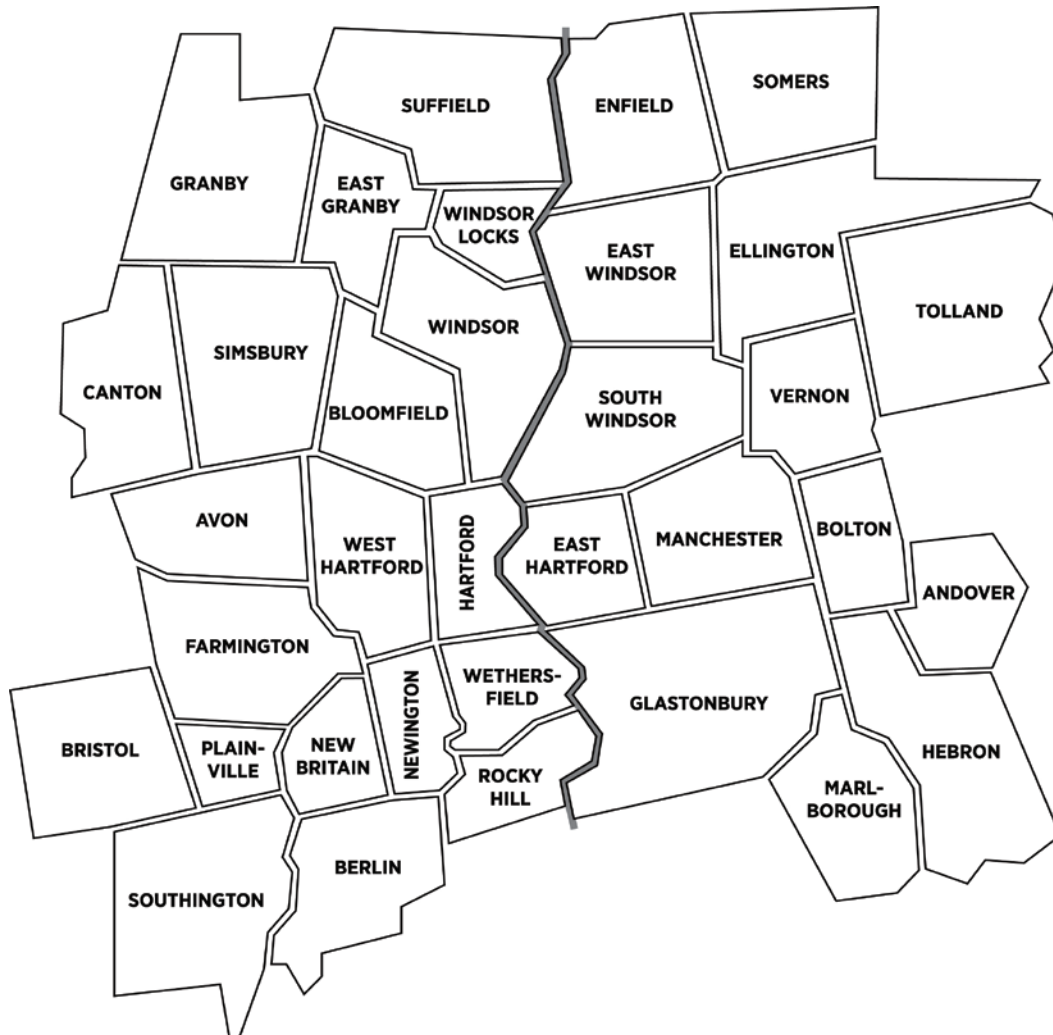 SUFFIELD
ENFIELD
SOMERS
GRANBY
EAST
GRANBY
WINDSOR
LOCKS
EAST
WINDSOR
ELLINGTON
TOLLAND
SIMSBURY
WINDSOR
CANTON
BLOOMFIELD
SOUTH
WINDSOR
VERNON
AVON
WEST
HARTFORD
HARTFORD
EAST
HARTFORD
MANCHESTER
BOLTON
ANDOVER
FARMINGTON
WETHERS-
FIELD
GLASTONBURY
BRISTOL
PLAIN-
VILLE
NEW
BRITAIN
NEWINGTON
ROCKY
HILL
HEBRON
MARL-
BOROUGH
BERLIN
SOUTHINGTON